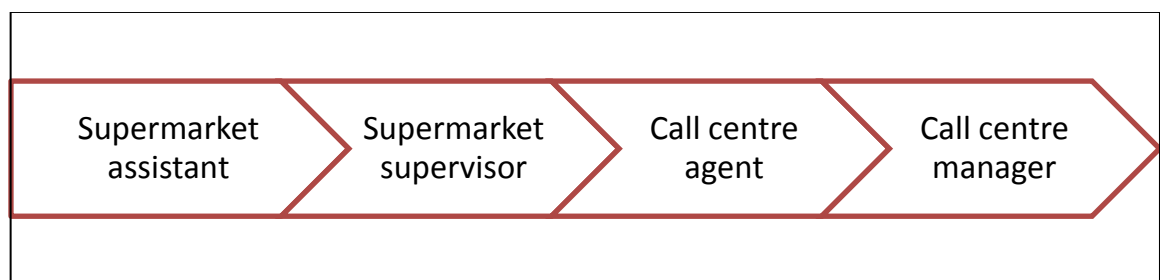 Supermarket
assistant
Supermarket
supervisor
Call centre
agent
Call centre
manager